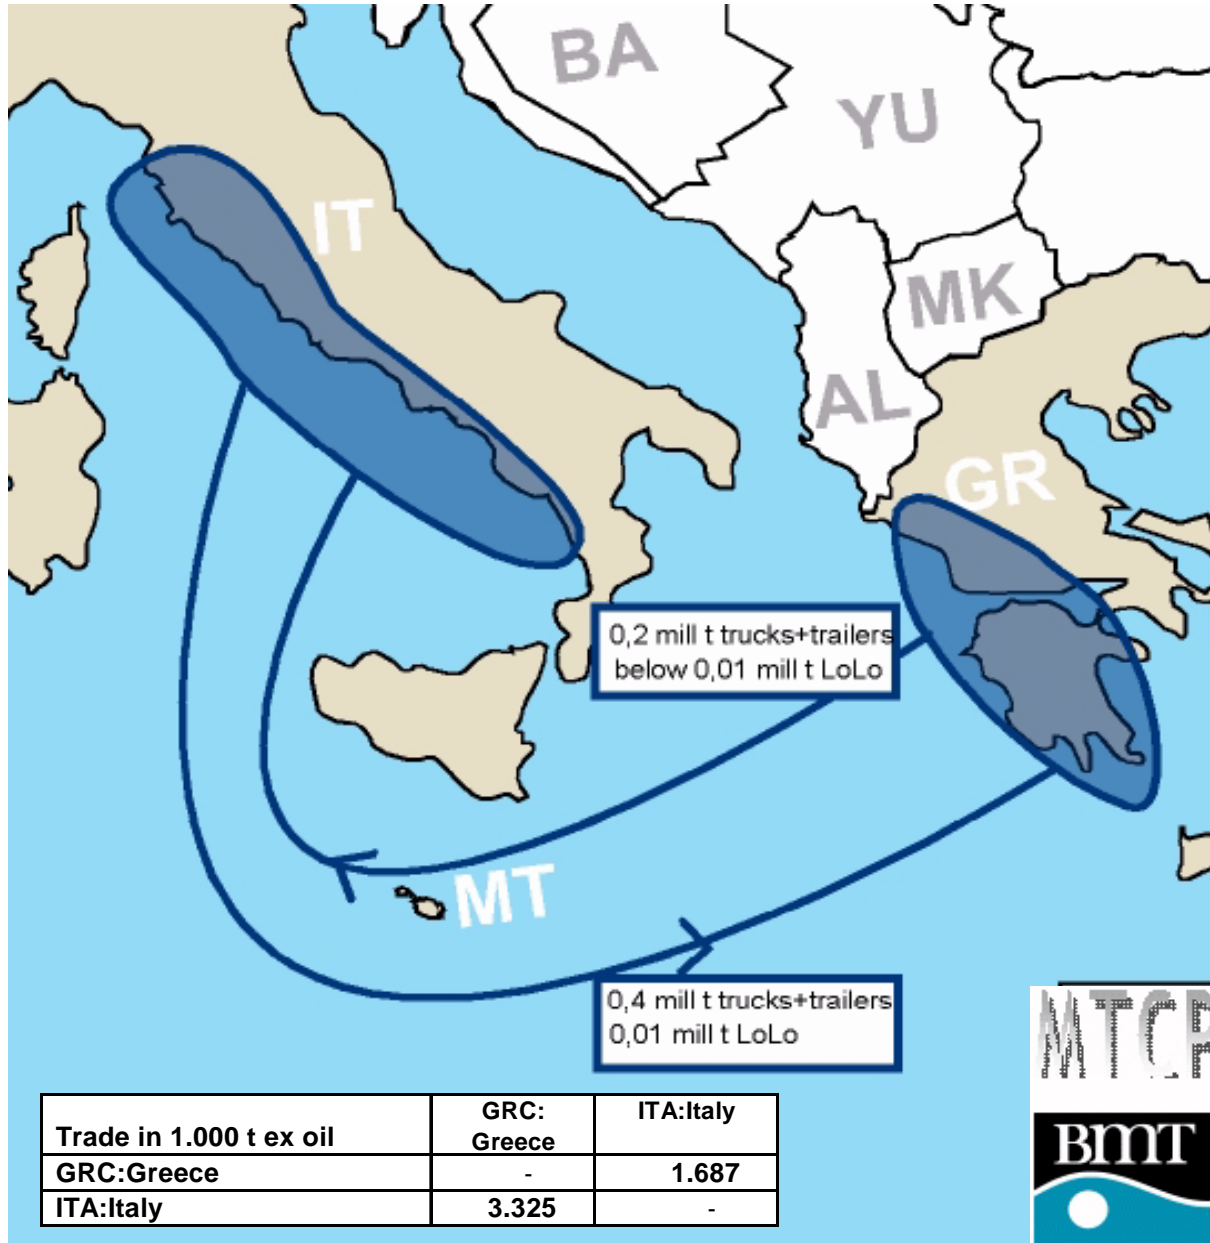 BA
YU
IT
MK
AL
GR
0,2 mill t trucks+trailers
below 0,01 mill t LoLo
MT
0,4 mill t trucks+trailers
0,01 mill t LoLo
MTCP
BMT
GRC: ITA:Italy
Trade in 1.000 t ex oil Greece
GRC:Greece - 1.687
ITA:Italy 3.325 -